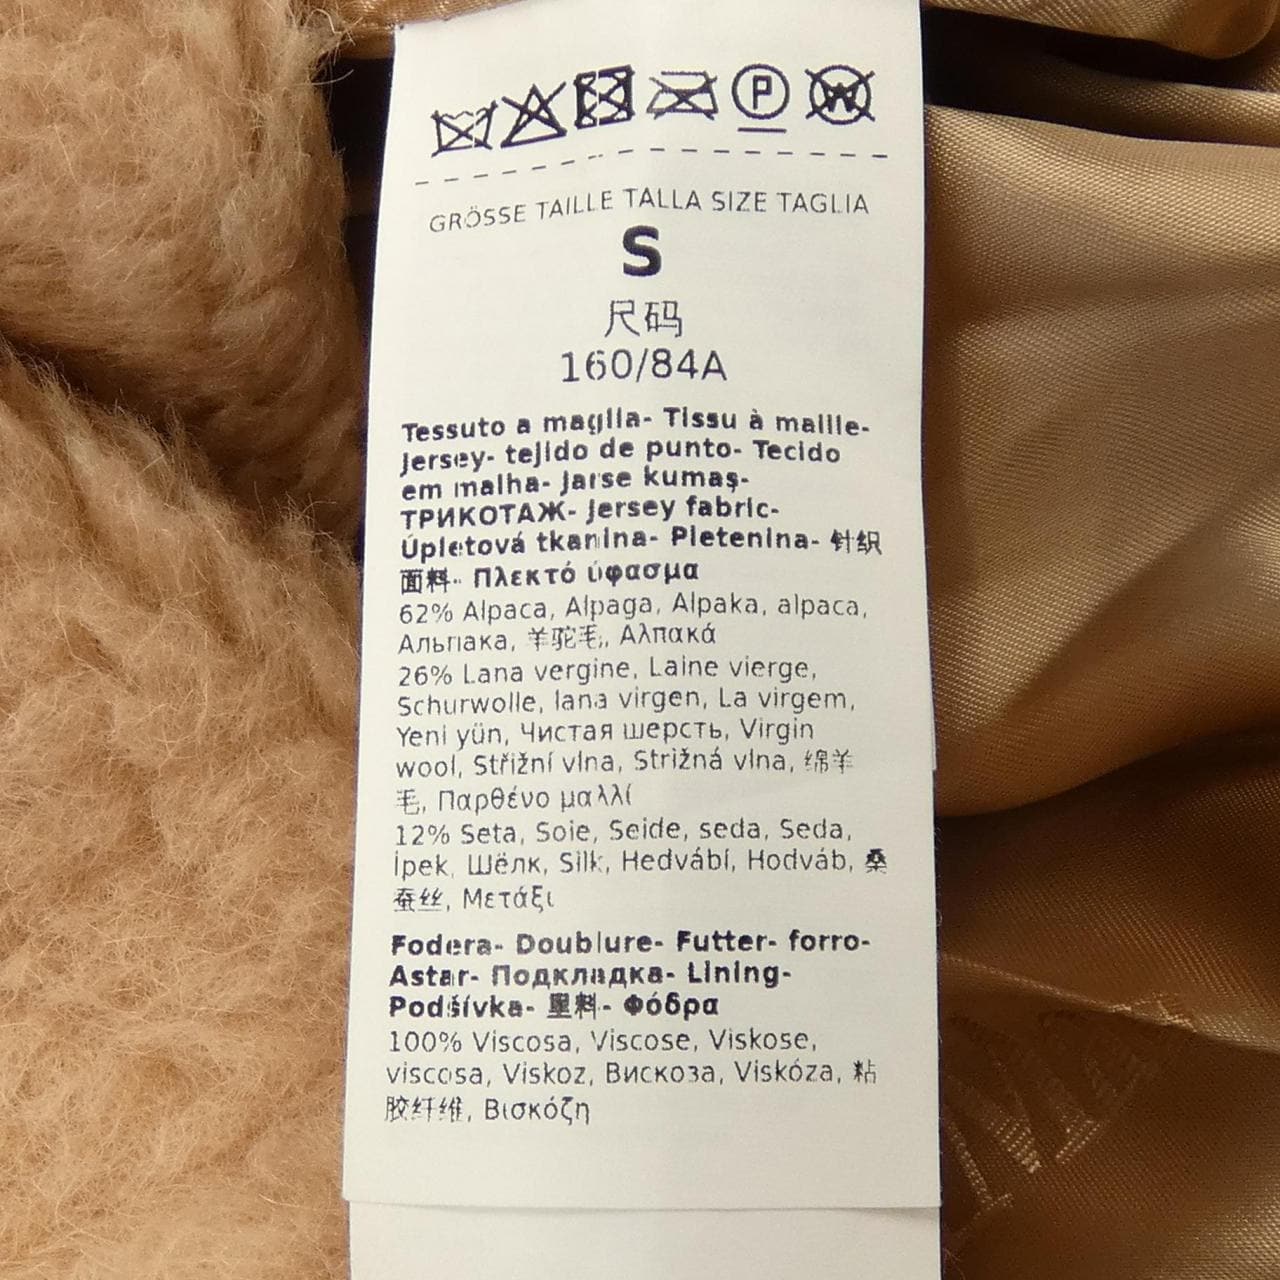 P
W
GRÖSSE TAILLE TALLA SIZE TAGLIA
S
尺码
160/84A
Tessuto a maglia- Tissu à maille-
Jersey- tejido de punto- Tecido
em malha- Jarse kumaş-
ТРИКОТАЖ- Jersey fabric-
Úpletová tkanina- Pletenina- 针织
面料- Πλεκτό ύφασμα
62% Alpaca, Alpaga, Alpaka, alpaca,
Альпака, 羊驼毛,, Αλπακά
26% Lana vergine, Laine vierge,
Schurwolle, lana virgen, La virgem,
Yeni yün, Чистая шерсть, Virgin
wool, Střižní vlna, Strižná vlna, 绵羊
毛, Παρθένο μαλλί
12% Seta, Soie, Seide, seda, Seda,
İpek, Шёлк, Silk, Hedvábí, Hodváb, 桑
蚕丝, Μετάξι
Fodera- Doublure- Futter- forro-
Astar- Подкладка- Lining-
Podšívka- 里料- Φόδρα
100% Viscosa, Viscose, Viskose,
viscosa, Viskoz, Вискоза, Viskóza, 粘
胶纤维, Βισκόζη